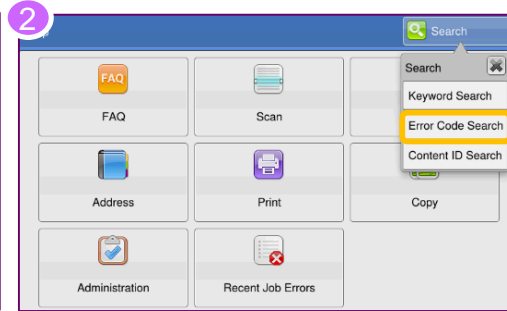 2
Search
FAQ
FAQ
Scan
Search
Keyword Search
Error Code Search
Content ID Search
Address
Print
Copy
Administration
Recent Job Errors